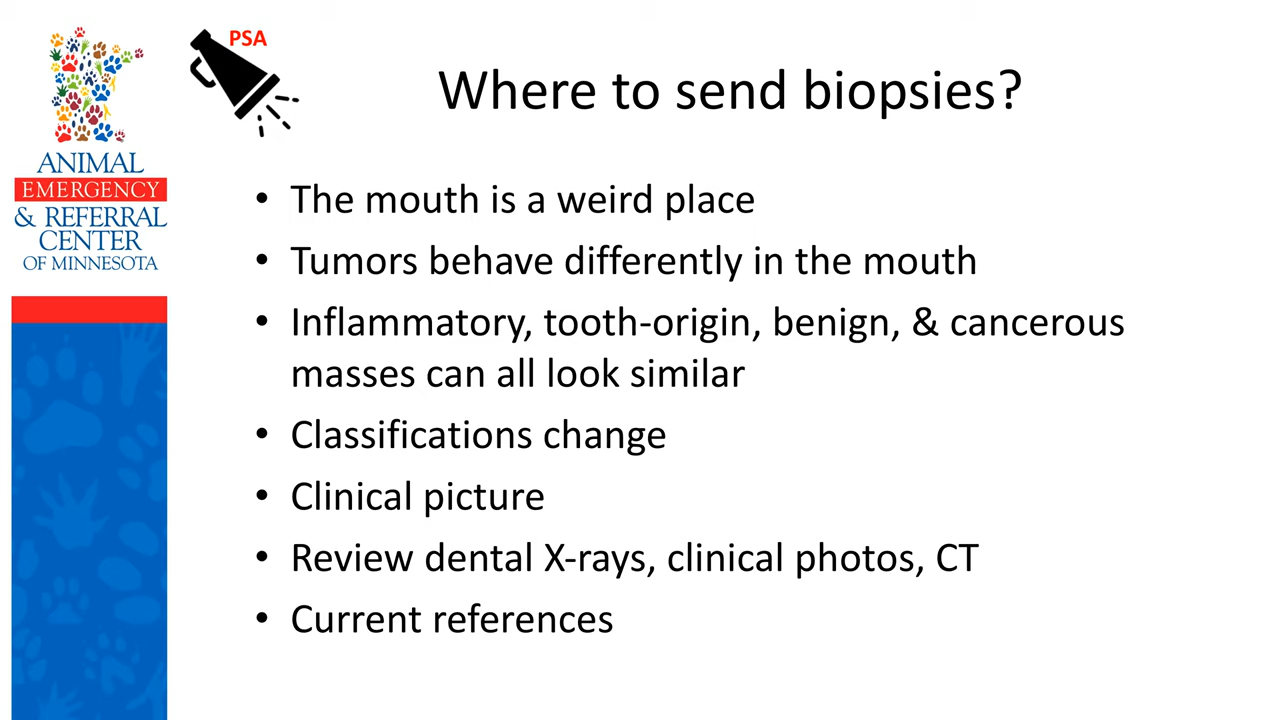 PSA
Where to send biopsies?
ANIMAL
EMERGENCY
& REFERRAL
CENTER
OF MINNESOTA
• The mouth is a weird place
• Tumors behave differently in the mouth
• Inflammatory, tooth-origin, benign, & cancerous
masses can all look similar
• Classifications change
• Clinical picture
• Review dental X-rays, clinical photos, CT
• Current references